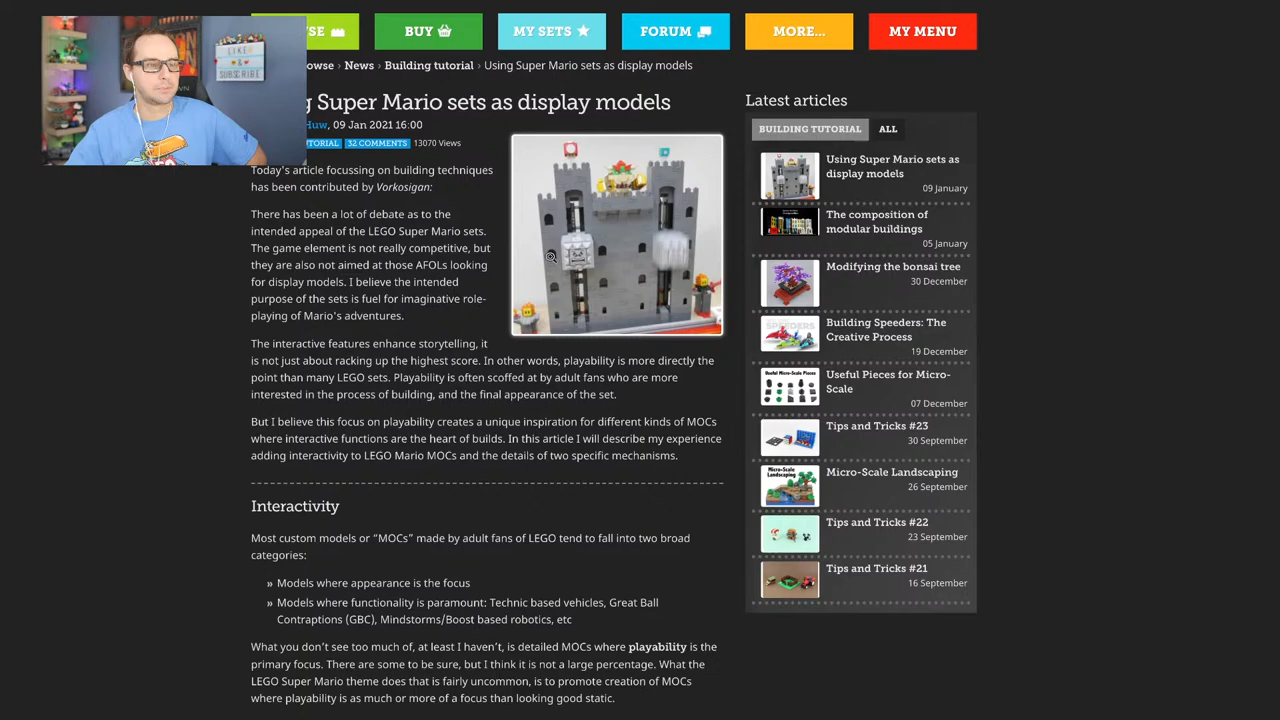 SE
BUY
MY SETS
FORUM
MORE...
MY MENU
LIKE
&
SUBSCRIBE
owse › News › Building tutorial › Using Super Mario sets as display models
g Super Mario sets as display models
Huw, 09 Jan 2021 16:00
TUTORIAL 32 COMMENTS 13070 Views
Today's article focussing on building techniques
has been contributed by Vorkosigan:
There has been a lot of debate as to the
intended appeal of the LEGO Super Mario sets.
The game element is not really competitive, but
they are also not aimed at those AFOLs looking
for display models. I believe the intended
purpose of the sets is fuel for imaginative role-
playing of Mario's adventures.
The interactive features enhance storytelling, it
is not just about racking up the highest score. In other words, playability is more directly the
point than many LEGO sets. Playability is often scoffed at by adult fans who are more
interested in the process of building, and the final appearance of the set.
But I believe this focus on playability creates a unique inspiration for different kinds of MOCs
where interactive functions are the heart of builds. In this article I will describe my experience
adding interactivity to LEGO Mario MOCs and the details of two specific mechanisms.
Interactivity
Most custom models or “MOCs” made by adult fans of LEGO tend to fall into two broad
categories:
» Models where appearance is the focus
» Models where functionality is paramount: Technic based vehicles, Great Ball
Contraptions (GBC), Mindstorms/Boost based robotics, etc
What you don't see too much of, at least I haven't, is detailed MOCs where playability is the
primary focus. There are some to be sure, but I think it is not a large percentage. What the
LEGO Super Mario theme does that is fairly uncommon, is to promote creation of MOCs
where playability is as much or more of a focus than looking good static.
Latest articles
BUILDING TUTORIAL ALL
Using Super Mario sets as
display models
09 January
The composition of
modular buildings
05 January
Modifying the bonsai tree
30 December
SPEEDERS
Building Speeders: The
Creative Process
19 December
Useful Micro-Scale Pieces
Useful Pieces for Micro-
Scale
07 December
Tips and Tricks #23
30 September
Micro-Scale
Landscaping
Micro-Scale Landscaping
26 September
Tips and Tricks #22
23 September
Tips and Tricks #21
16 September